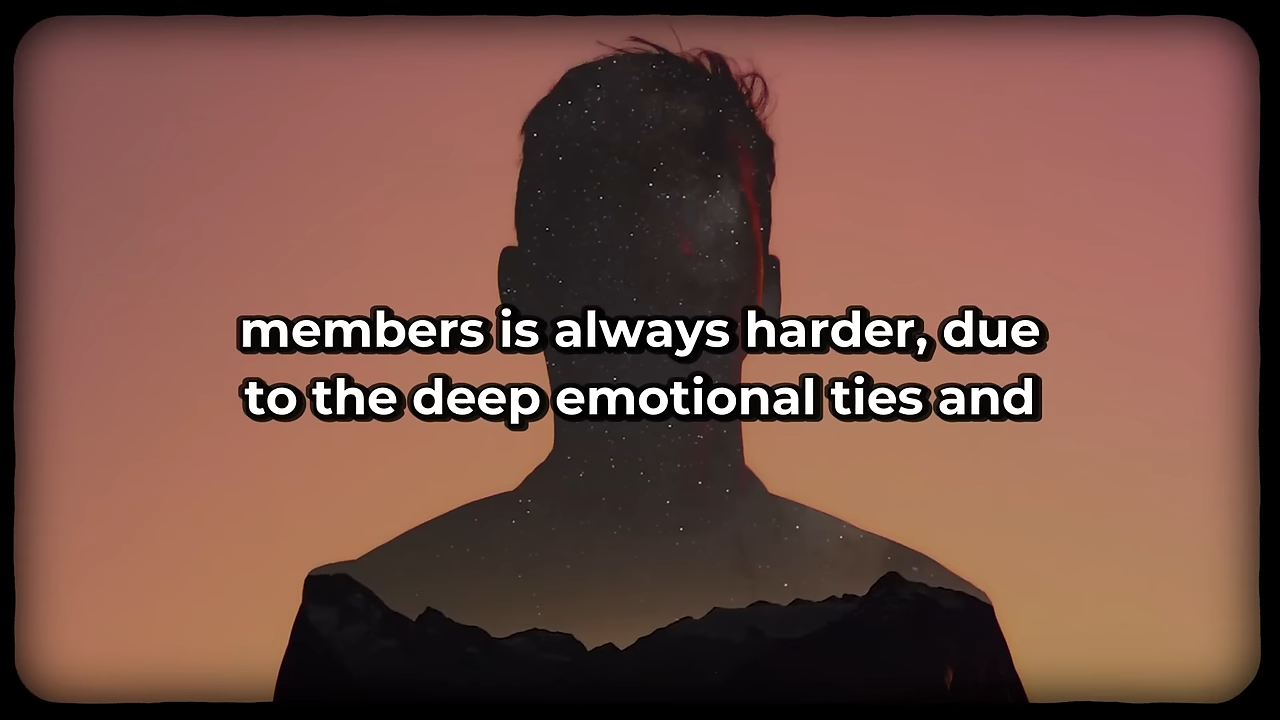 members is always harder, due
to the deep emotional ties and